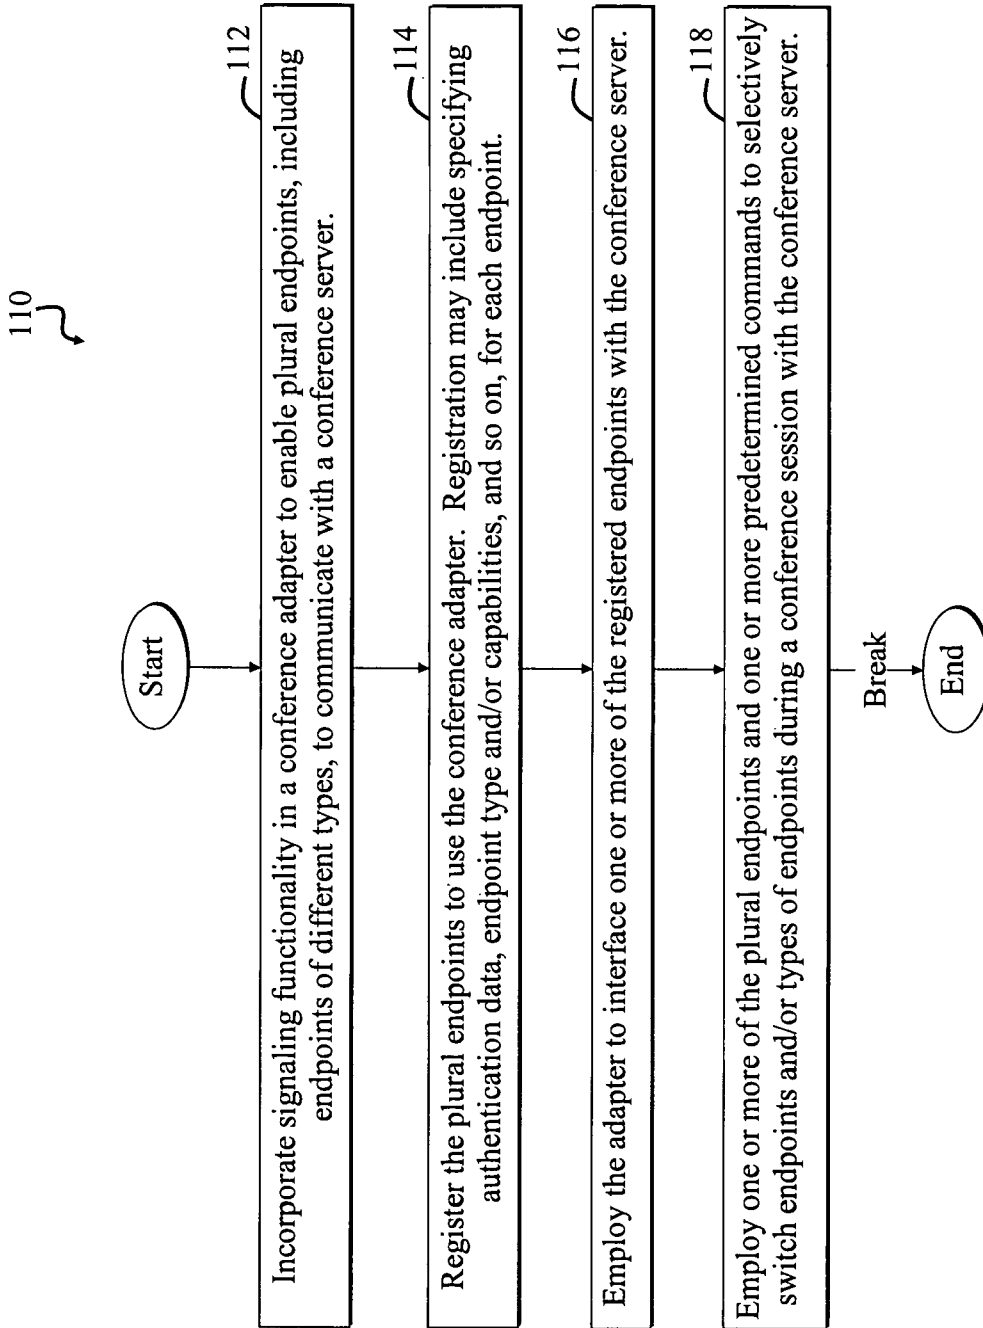 110
Start
112
Incorporate signaling functionality in a conference adapter to enable plural endpoints, including
endpoints of different types, to communicate with a conference server.
114
Register the plural endpoints to use the conference adapter.  Registration may include specifying
authentication data, endpoint type and/or capabilities, and so on, for each endpoint.
116
Employ the adapter to interface one or more of the registered endpoints with the conference server.
118
Employ one or more of the plural endpoints and one or more predetermined commands to selectively
switch endpoints and/or types of endpoints during a conference session with the conference server.
Break
End